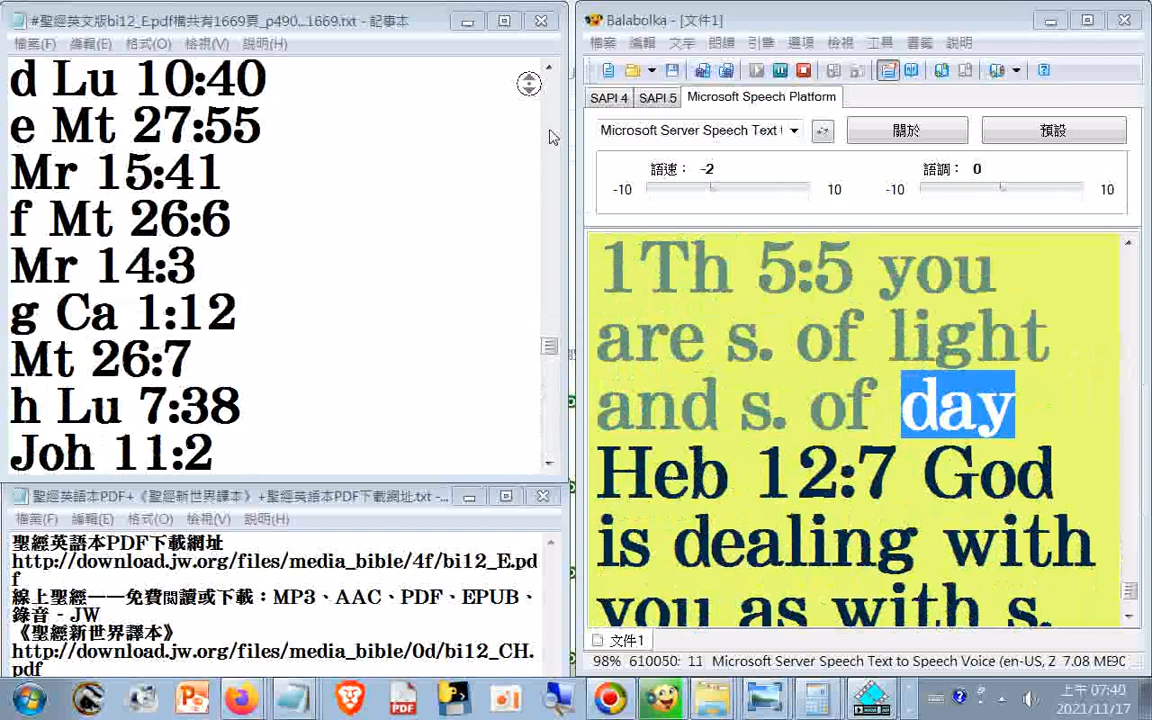 #聖經英文版bi12_E.pdf檔共有1669頁_p490...1669.txt - 記事本
檔案(F) 編輯(E) 格式(O) 檢視(V) 說明(H)
d Lu 10:40
e Mt 27:55
Mr 15:41
f Mt 26:6
Mr 14:3
g Ca 1:12
Mt 26:7
h Lu 7:38
Joh 11:2
聖經英語本PDF+《聖經新世界譯本》+聖經英語本PDF下載網址.txt -...
檔案(F) 編輯(E) 格式(O) 檢視(V) 說明(H)
聖經英語本PDF下載網址
http://download.jw.org/files/media_bible/4f/bi12_E.pd
f
線上聖經——免費閱讀或下載：MP3、AAC、PDF、EPUB、
錄音 - JW
《聖經新世界譯本》
http://download.jw.org/files/media_bible/0d/bi12_CH.
pdf
Balabolka - [文件1]
檔案 編輯 文字 朗讀 引擎 選項 檢視 工具 書籤 說明
SAPI 4 SAPI 5 Microsoft Speech Platform
Microsoft Server Speech Text 關於 預設
語速： -2 語調： 0
-10 10 -10 10
1Th 5:5 you
are s. of light
and s. of day
Heb 12:7 God
is dealing with
you as with s.
文件1
98% 610050: 11 Microsoft Server Speech Text to Speech Voice (en-US, Z 7.08 ME
上午 07:40
2021/11/17